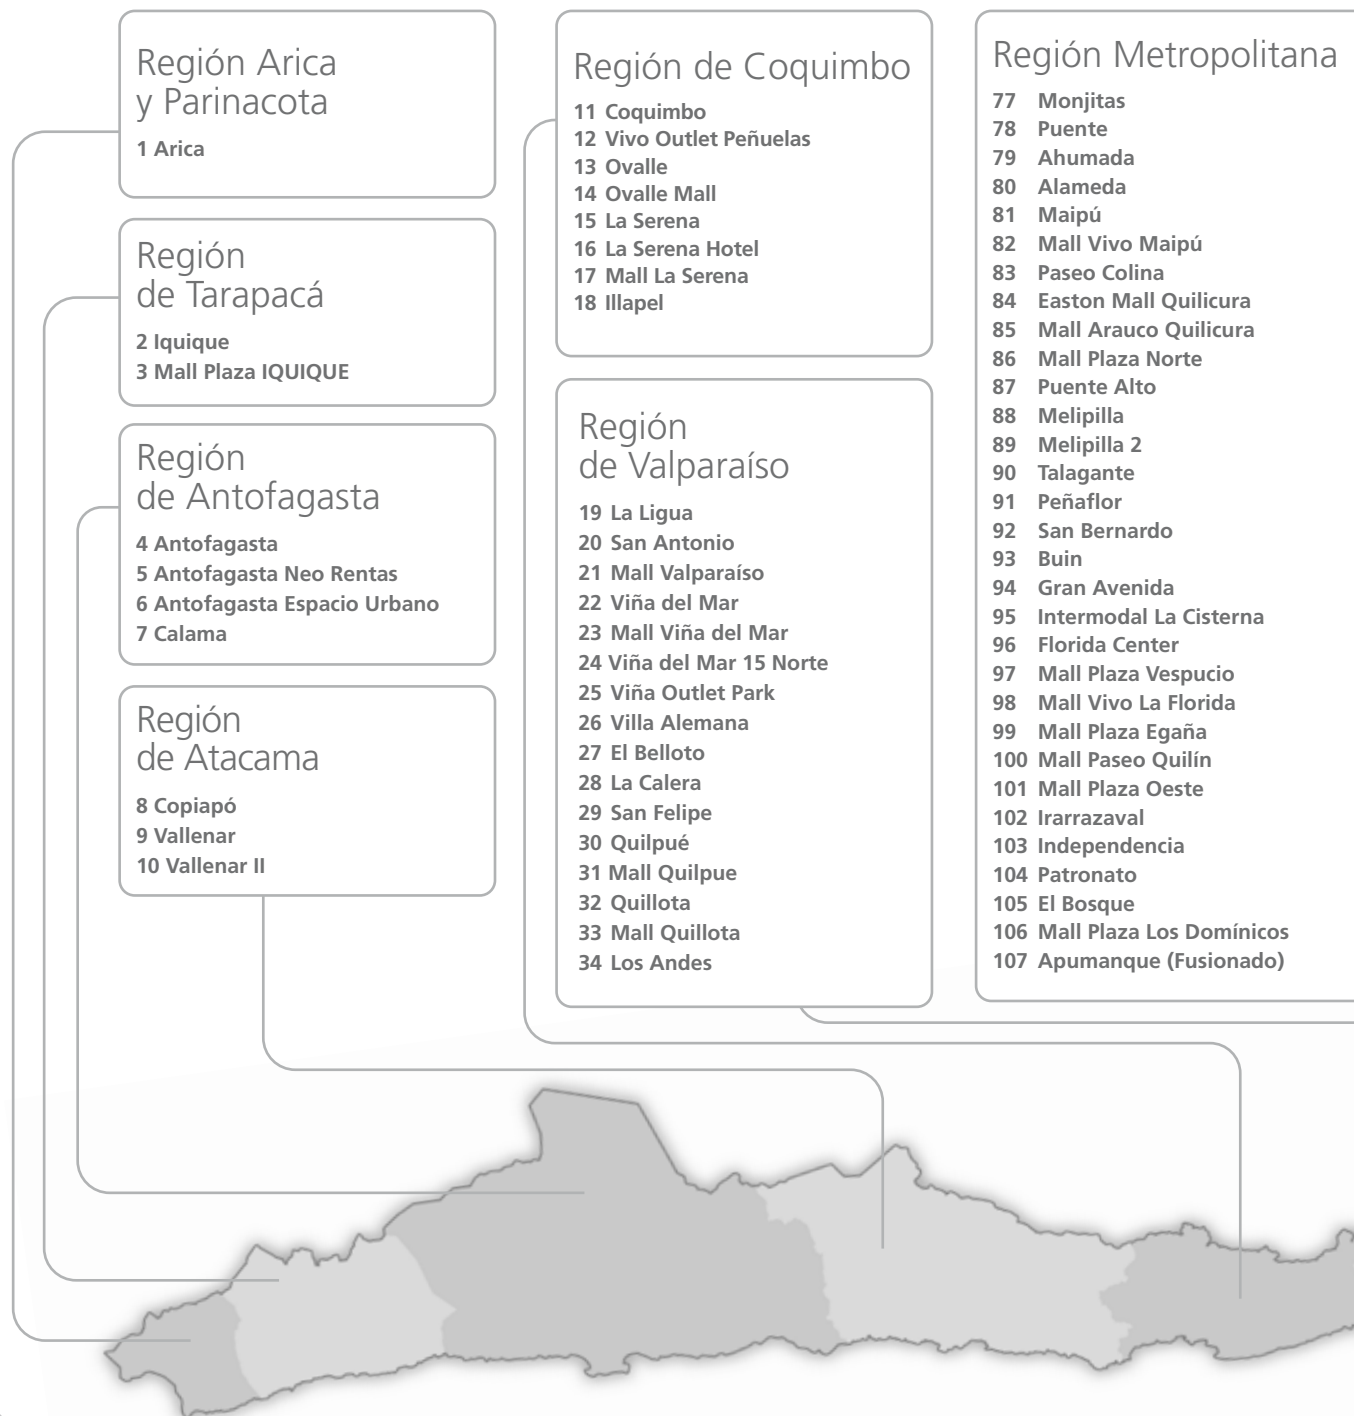 Región Arica
y Parinacota
1 Arica
Región
de Tarapacá
2 Iquique
3 Mall Plaza IQUIQUE
Región
de Antofagasta
4 Antofagasta
5 Antofagasta Neo Rentas
6 Antofagasta Espacio Urbano
7 Calama
Región
de Atacama
8 Copiapó
9 Vallenar
10 Vallenar II
Región de Coquimbo
11 Coquimbo
12 Vivo Outlet Peñuelas
13 Ovalle
14 Ovalle Mall
15 La Serena
16 La Serena Hotel
17 Mall La Serena
18 Illapel
Región
de Valparaíso
19 La Ligua
20 San Antonio
21 Mall Valparaíso
22 Viña del Mar
23 Mall Viña del Mar
24 Viña del Mar 15 Norte
25 Viña Outlet Park
26 Villa Alemana
27 El Belloto
28 La Calera
29 San Felipe
30 Quilpué
31 Mall Quilpue
32 Quillota
33 Mall Quillota
34 Los Andes
Región Metropolitana
77 Monjitas
78 Puente
79 Ahumada
80 Alameda
81 Maipú
82 Mall Vivo Maipú
83 Paseo Colina
84 Easton Mall Quilicura
85 Mall Arauco Quilicura
86 Mall Plaza Norte
87 Puente Alto
88 Melipilla
89 Melipilla 2
90 Talagante
91 Peñaflor
92 San Bernardo
93 Buin
94 Gran Avenida
95 Intermodal La Cisterna
96 Florida Center
97 Mall Plaza Vespucio
98 Mall Vivo La Florida
99 Mall Plaza Egaña
100 Mall Paseo Quilín
101 Mall Plaza Oeste
102 Irarrazaval
103 Independencia
104 Patronato
105 El Bosque
106 Mall Plaza Los Domínicos
107 Apumanque (Fusionado)